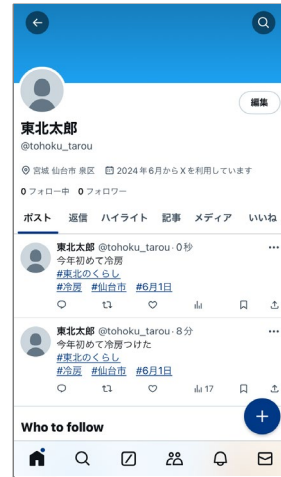 編集
東北太郎
@tohoku_tarou
宮城 仙台市 泉区 2024年6月からXを利用しています
0 フォロー中 0 フォロワー
ポスト 返信 ハイライト 記事 メディア いいね
東北太郎 @tohoku_tarou · 0秒
今年初めて冷房
#東北のくらし
#冷房 #仙台市 #6月1日
東北太郎 @tohoku_tarou · 8分
今年初めて冷房つけた
#東北のくらし
#冷房 #仙台市 #6月1日
17
Who to follow